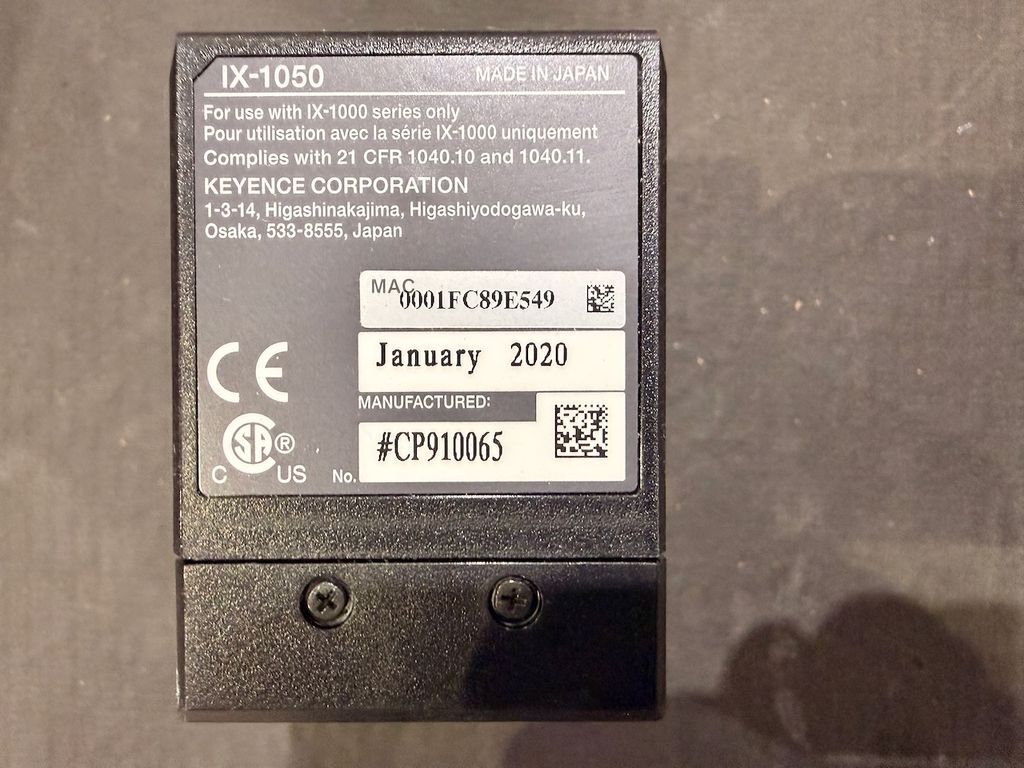 IX-1050 MADE IN JAPAN
For use with IX-1000 series only
Pour utilisation avec la série IX-1000 uniquement
Complies with 21 CFR 1040.10 and 1040.11.
KEYENCE CORPORATION
1-3-14, Higashinakajima, Higashiyodogawa-ku,
Osaka, 533-8555, Japan
MAC
0001FC89E549
January 2020
MANUFACTURED:
#CP910065
No.
CE
SA ®
C US